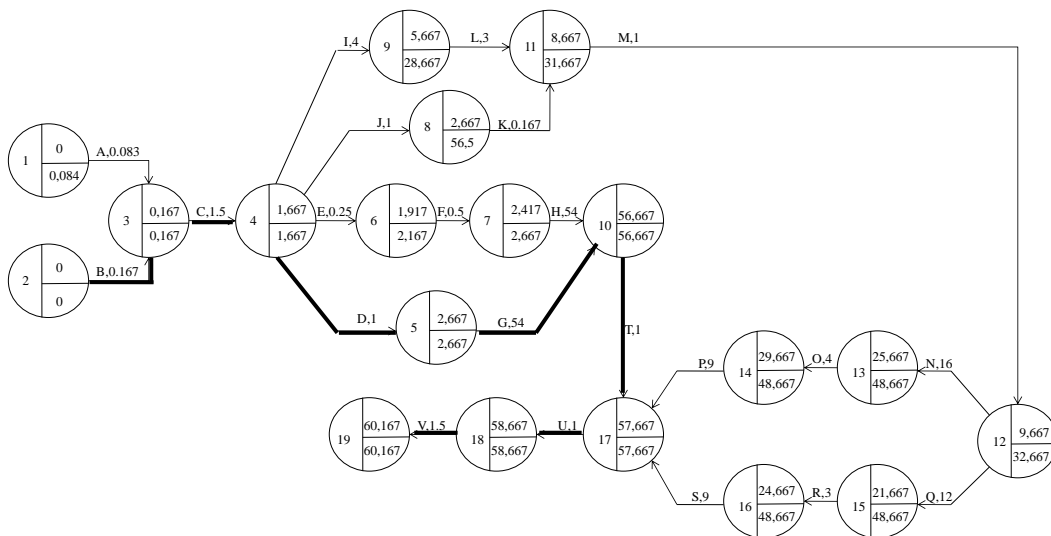 I,4
9
5,667
28,667
L,3
11
8,667
31,667
M,1
J,1
8
2,667
56,5
K,0.167
1
0
0,084
A,0.083
3
0,167
0,167
C,1.5
4
1,667
1,667
E,0.25
6
1,917
2,167
F,0.5
7
2,417
2,667
H,54
10
56,667
56,667
2
0
0
B,0.167
D,1
5
2,667
2,667
G,54
T,1
P,9
14
29,667
48,667
O,4
13
25,667
48,667
N,16
19
60,167
60,167
V,1.5
18
58,667
58,667
U,1
17
57,667
57,667
12
9,667
32,667
S,9
16
24,667
48,667
R,3
15
21,667
48,667
Q,12